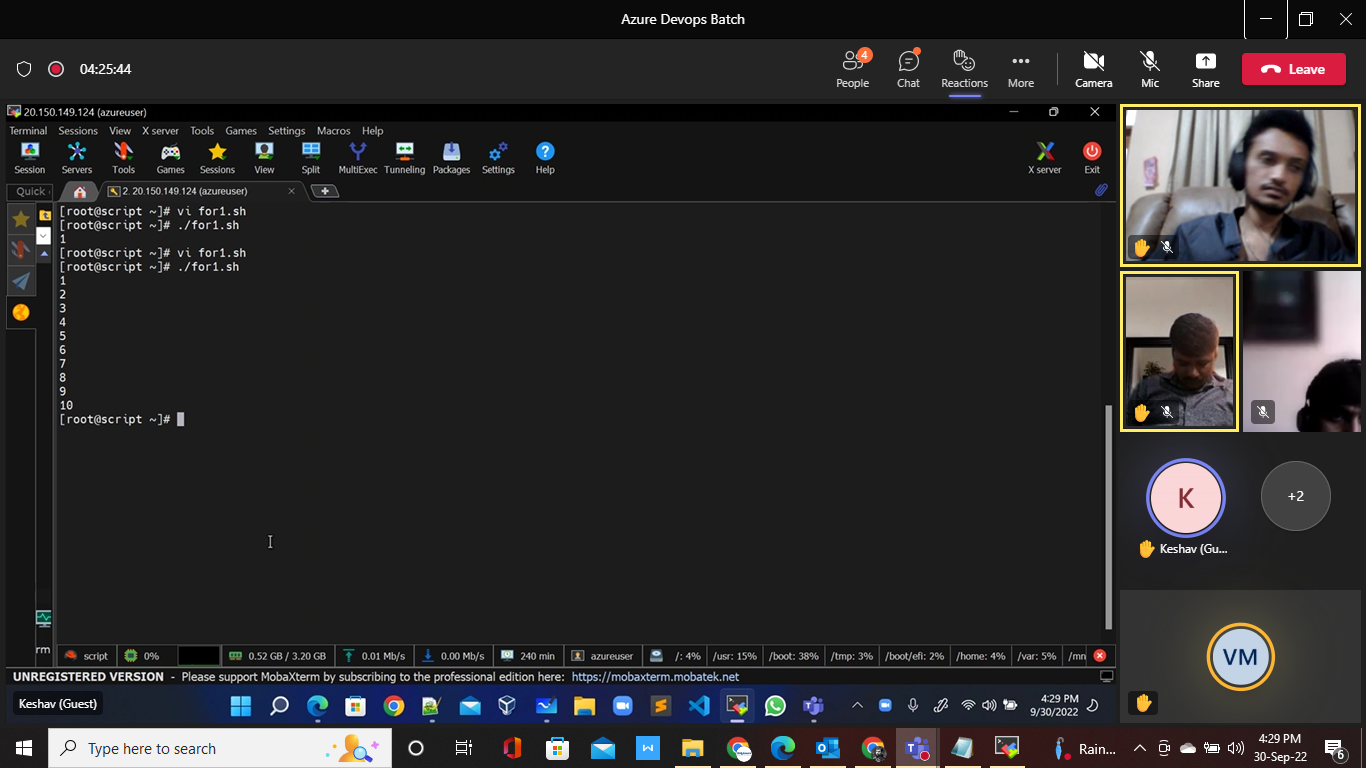 Azure Devops Batch
04:25:44
4
People
Chat
Reactions
More
Camera
Mic
Share
Leave
20.150.149.124 (azureuser)
Terminal Sessions View X server Tools Games Settings Macros Help
Session Servers Tools Games Sessions View Split MultiExec Tunneling Packages Settings Help X server Exit
Quick 2. 20.150.149.124 (azureuser)
[root@script ~]# vi for1.sh
[root@script ~]# ./for1.sh
1
[root@script ~]# vi for1.sh
[root@script ~]# ./for1.sh
1
2
3
4
5
6
7
8
9
10
[root@script ~]#
K
+2
Keshav (Gu...
VM
rm
script 0% 0.52 GB / 3.20 GB 0.01 Mb/s 0.00 Mb/s 240 min azureuser /: 4% /usr: 15% /boot: 38% /tmp: 3% /boot/efi: 2% /home: 4% /var: 5% /mn
UNREGISTERED VERSION - Please support MobaXterm by subscribing to the professional edition here: https://mobaxterm.mobatek.net
Keshav (Guest)
4:29 PM
9/30/2022
Type here to search
Rain...
4:29 PM
30-Sep-22
6